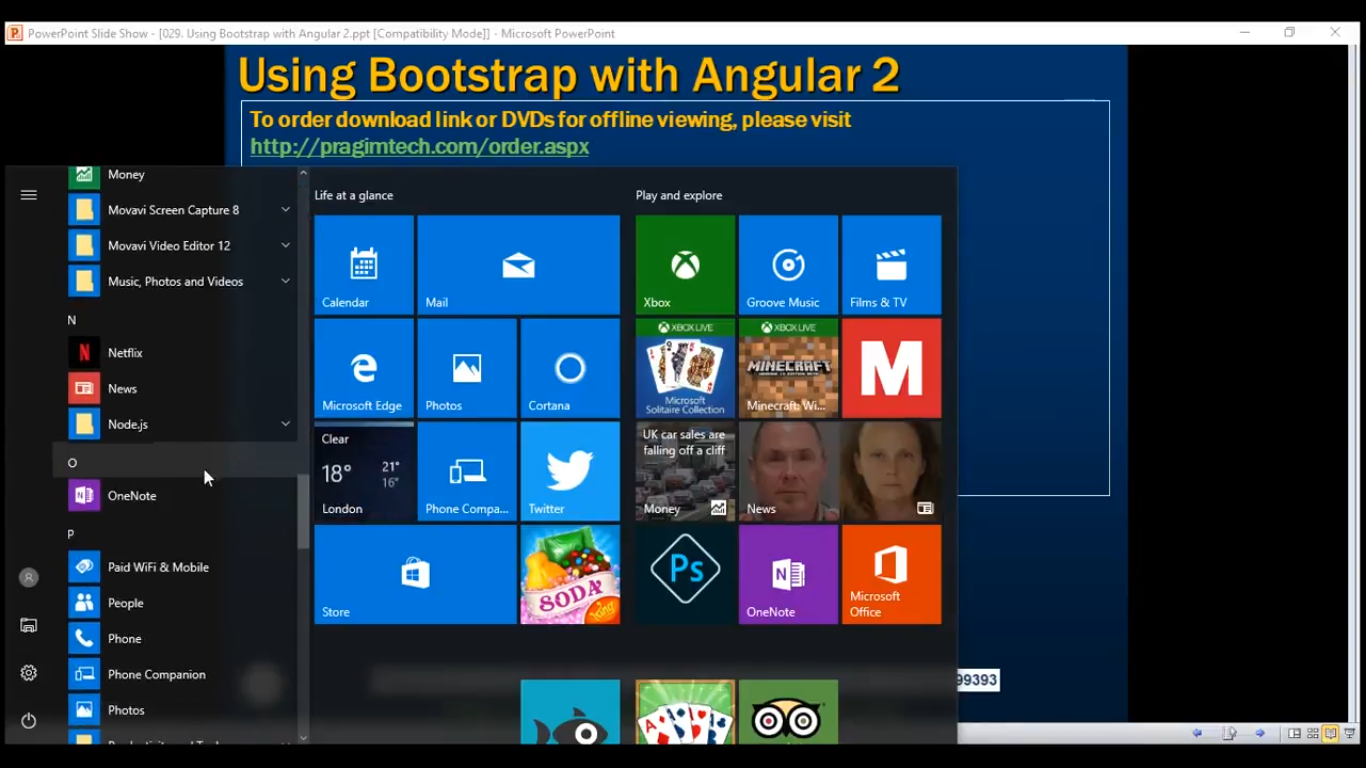 PowerPoint Slide Show - [029. Using Bootstrap with Angular 2.ppt [Compatibility Mode]] - Microsoft PowerPoint
Using Bootstrap with Angular 2
To order download link or DVDs for offline viewing, please visit
http://pragimtech.com/order.aspx
Money
Movavi Screen Capture 8
Movavi Video Editor 12
Music, Photos and Videos
N
Netflix
News
Node.js
O
OneNote
P
Paid WiFi & Mobile
People
Phone
Phone Companion
Photos
Life at a glance
Calendar
Mail
Microsoft Edge
Photos
Cortana
Clear
18°
21°
16°
London
Phone Compa...
Twitter
Store
SODA
King
Play and explore
Xbox
Groove Music
Films & TV
XBOX LIVE
Microsoft
Solitaire Collection
XBOX LIVE
MINECRAFT
Minecraft: Wi...
M
UK car sales are
falling off a cliff
Money
News
Ps
OneNote
Microsoft
Office
99393